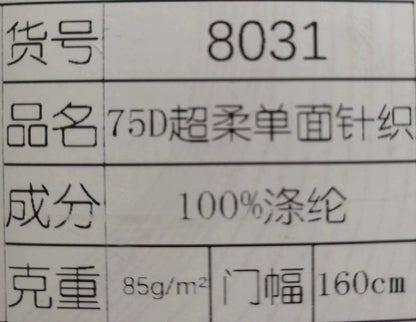 货号 8031
品名 75D超柔单面针织
成分 100%涤纶
克重 85g/m² 门幅 160cm